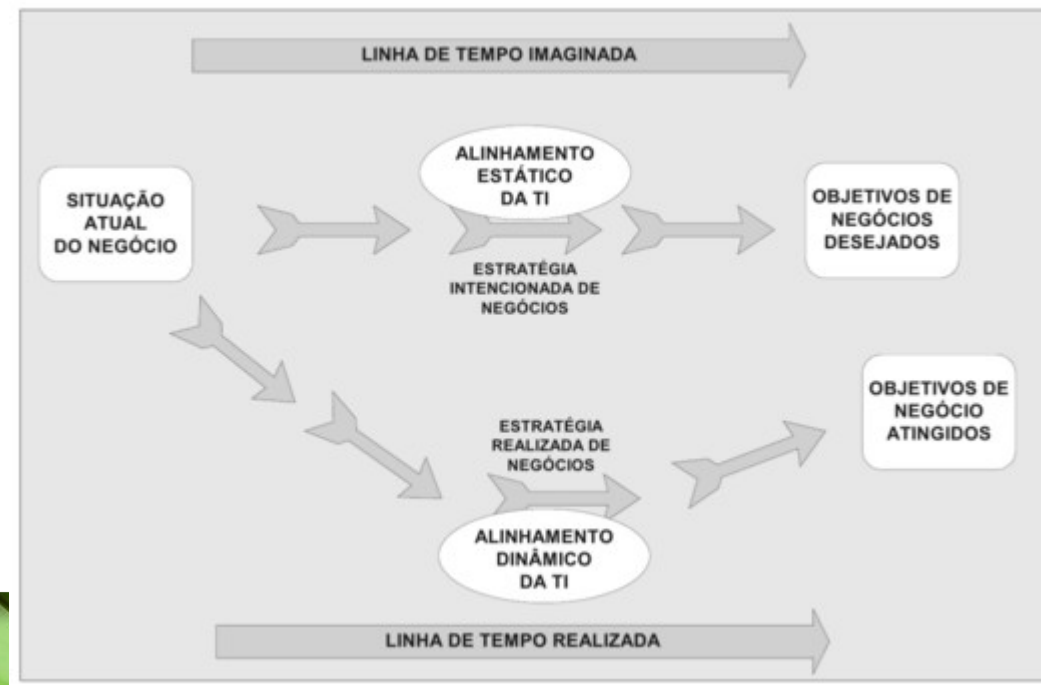 LINHA DE TEMPO IMAGINADA
ALINHAMENTO
ESTÁTICO
DA TI
SITUAÇÃO
ATUAL
DO NEGÓCIO
OBJETIVOS DE
NEGÓCIOS
DESEJADOS
ESTRATÉGIA
INTENCIONADA DE
NEGÓCIOS
OBJETIVOS DE
NEGÓCIO
ATINGIDOS
ESTRATÉGIA
REALIZADA DE
NEGÓCIOS
ALINHAMENTO
DINÂMICO
DA TI
LINHA DE TEMPO REALIZADA